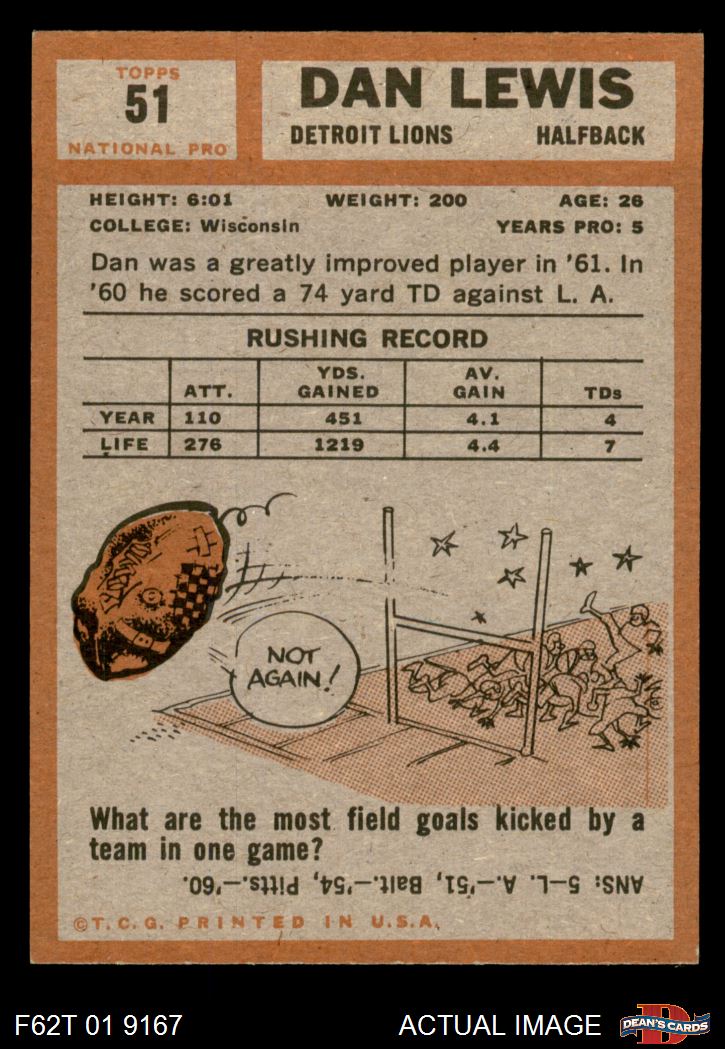 TOPPS
51
NATIONAL PRO
DAN LEWIS
DETROIT LIONS HALFBACK
HEIGHT: 6:01 WEIGHT: 200 AGE: 26
COLLEGE: Wisconsin YEARS PRO: 5
Dan was a greatly improved player in '61. In
'60 he scored a 74 yard TD against L. A.
RUSHING RECORD
ATT. YDS. GAINED AV. GAIN TDs
YEAR 110 451 4.1 4
LIFE 276 1219 4.4 7
NOT
AGAIN!
What are the most field goals kicked by a
team in one game?
ANS: 5—L. A.—'51, Balt.—'54, Pitts.—'60.
©T.C.G. PRINTED IN U.S.A.
F62T 01 9167 ACTUAL IMAGE DEAN'S CARDS